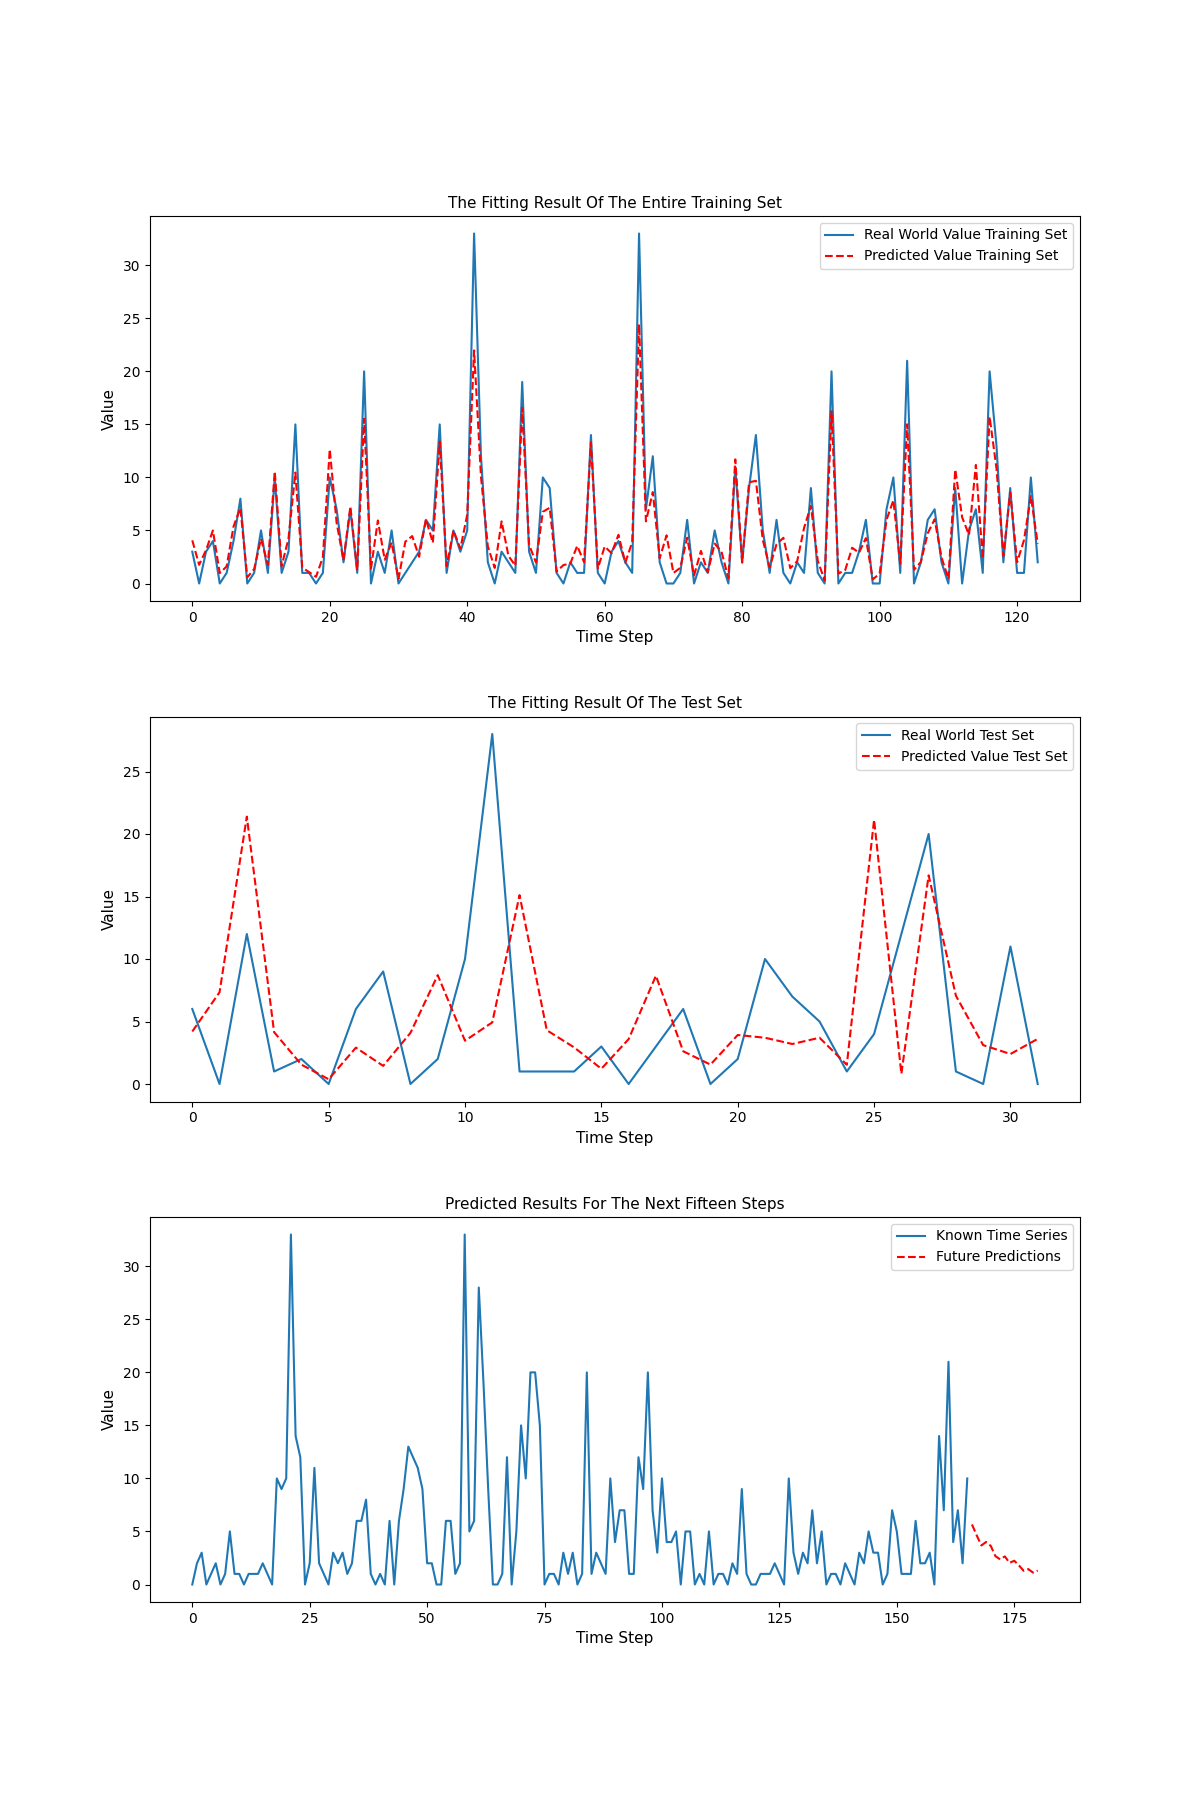 The Fitting Result Of The Entire Training Set
Real World Value Training Set
Predicted Value Training Set
Value
30
25
20
15
10
5
0
0 20 40 60 80 100 120
Time Step
The Fitting Result Of The Test Set
Real World Test Set
Predicted Value Test Set
Value
25
20
15
10
5
0
0 5 10 15 20 25 30
Time Step
Predicted Results For The Next Fifteen Steps
Known Time Series
Future Predictions
Value
30
25
20
15
10
5
0
0 25 50 75 100 125 150 175
Time Step